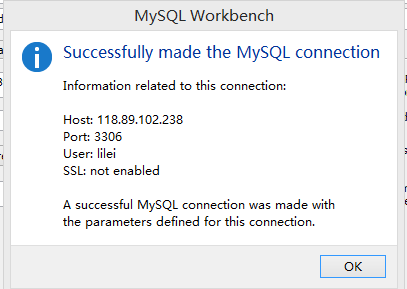 MySQL Workbench
Successfully made the MySQL connection
Information related to this connection:
Host: 118.89.102.238
Port: 3306
User: lilei
SSL: not enabled
A successful MySQL connection was made with
the parameters defined for this connection.
OK